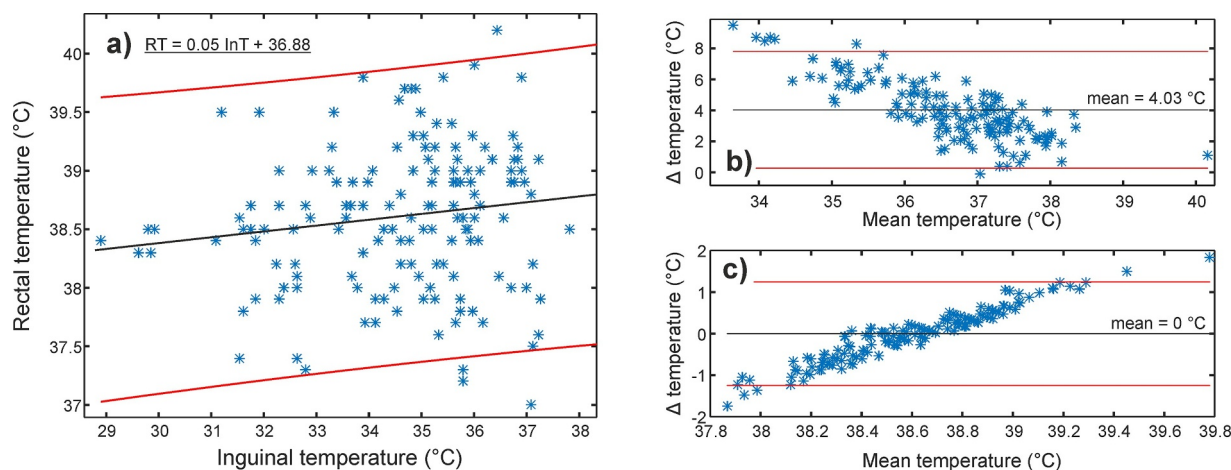 a) RT = 0.05 InT + 36.88
40
39.5
39
38.5
38
37.5
37
29 30 31 32 33 34 35 36 37 38
Rectal temperature (°C)
Inguinal temperature (°C)
8
6
4
2
0
mean = 4.03 °C
b)
34 35 36 37 38 39 40
Δ temperature (°C)
Mean temperature (°C)
c)
2
1
0
-1
-2
mean = 0 °C
37.8 38 38.2 38.4 38.6 38.8 39 39.2 39.4 39.6 39.8
Δ temperature (°C)
Mean temperature (°C)